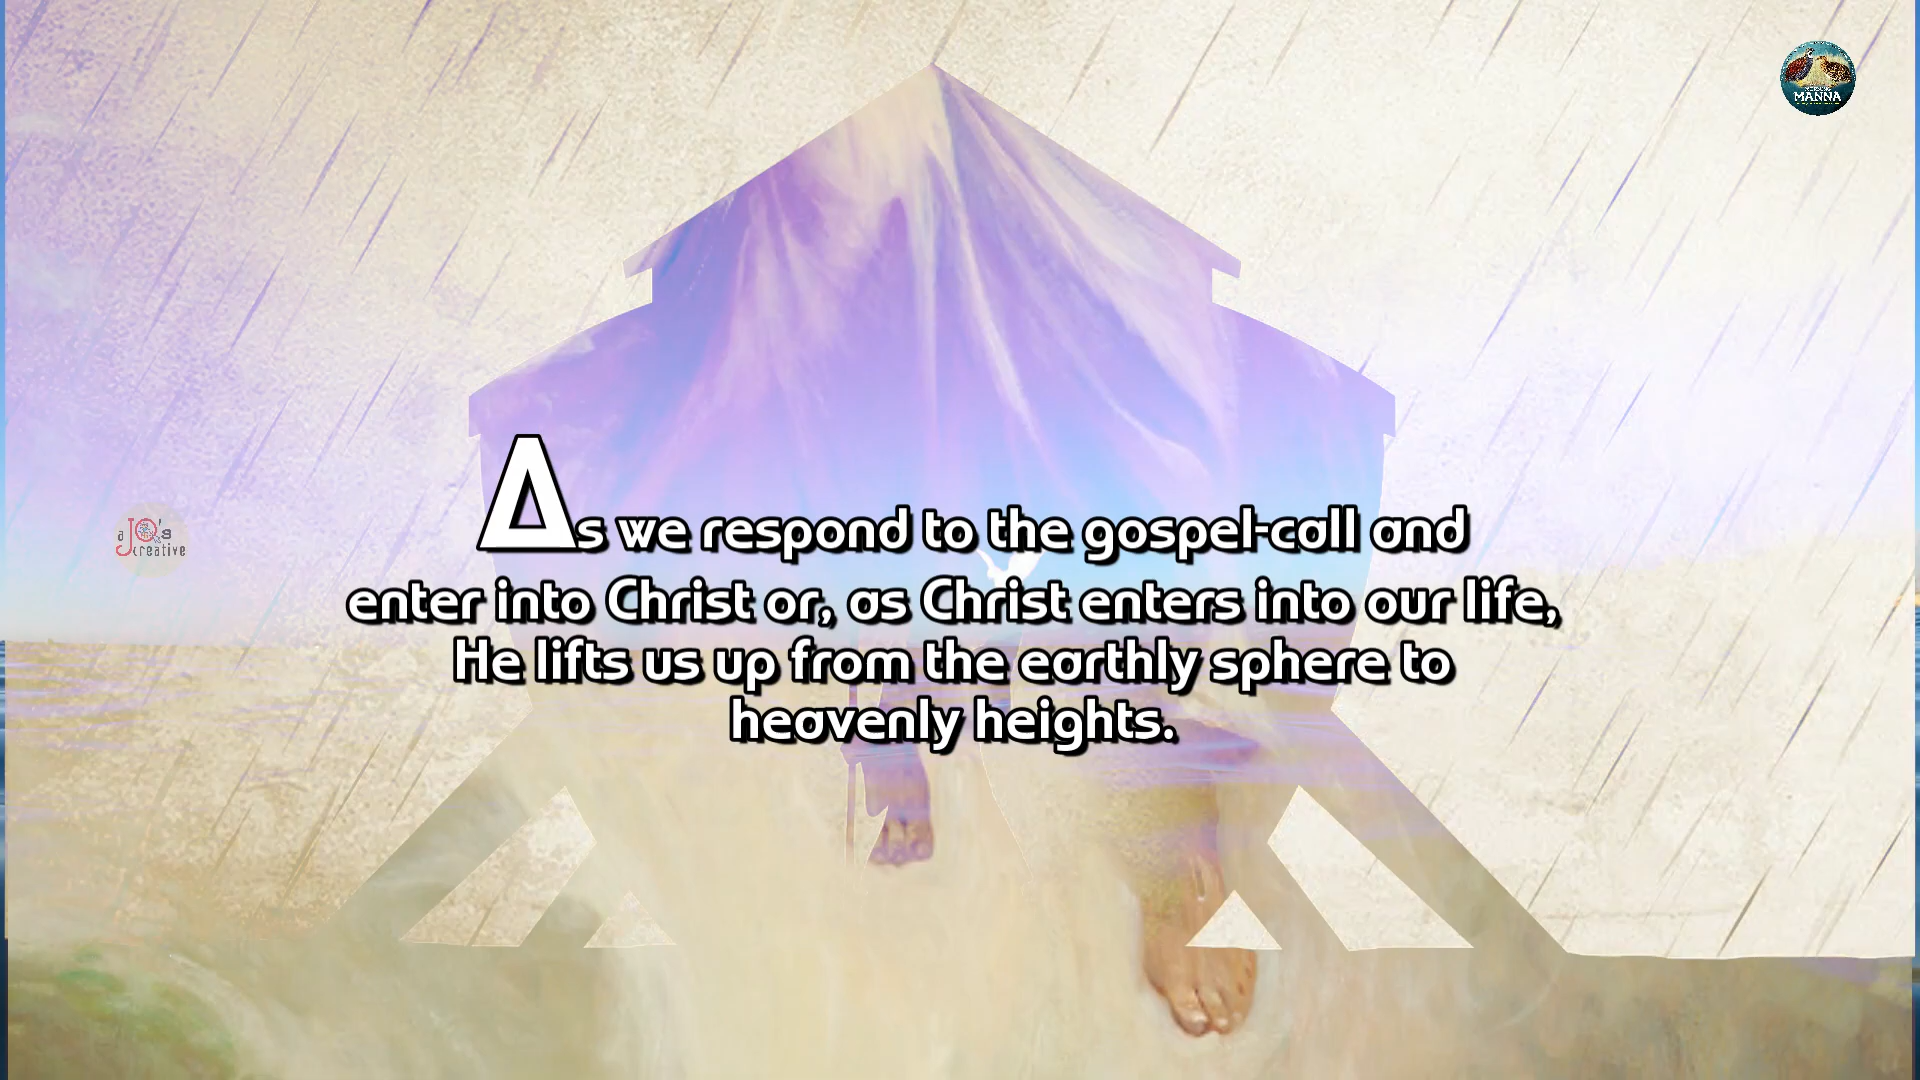 MANNA
As we respond to the gospel-call and
enter into Christ or, as Christ enters into our life,
He lifts us up from the earthly sphere to
heavenly heights.
a JQ's
creative